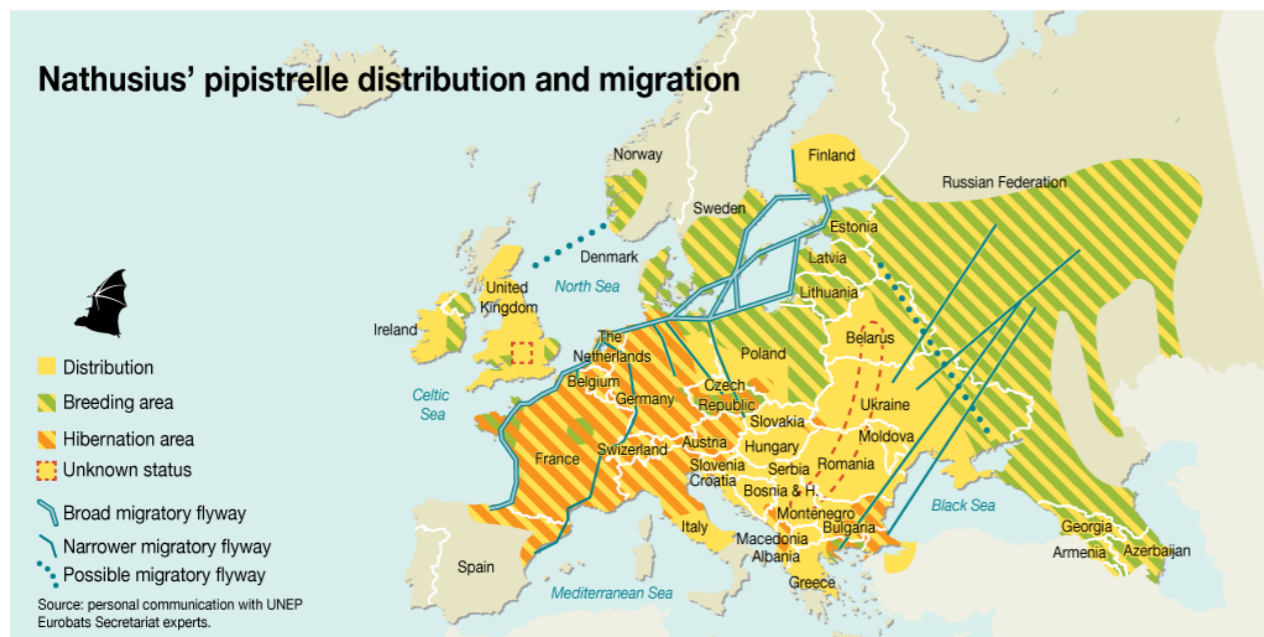 Nathusius’ pipistrelle distribution and migration
Norway
Finland
Russian Federation
Sweden
Estonia
Denmark
Latvia
North Sea
United
Kingdom
Lithuania
Ireland
The
Netherlands
Belarus
Poland
Distribution
Belgium
Czech
Republic
Celtic
Sea
Germany
Ukraine
Breeding area
Slovakia
Moldova
Hibernation area
Austria
Hungary
France
Swizerland
Unknown status
Slovenia
Serbia
Romania
Croatia
Bosnia & H.
Black Sea
Broad migratory flyway
Montenegro
Italy
Bulgaria
Georgia
Narrower migratory flyway
Macedonia
Armenia
Azerbaijan
Albania
Spain
Possible migratory flyway
Greece
Mediterranean Sea
Source: personal communication with UNEP
Eurobats Secretariat experts.